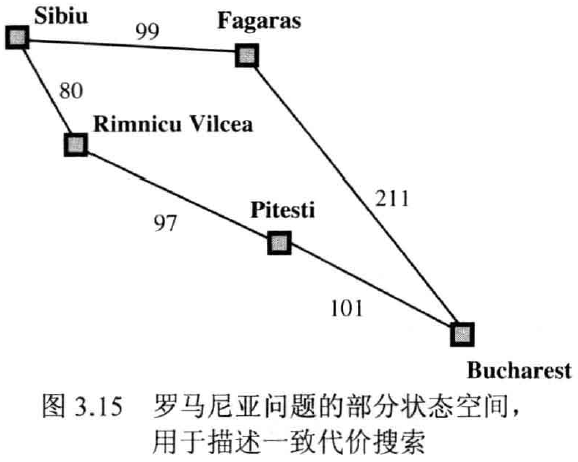 Sibiu
Fagaras
99
80
Rimnicu Vilcea
97
Pitesti
211
101
Bucharest
图 3.15 罗马尼亚问题的部分状态空间，
用于描述一致代价搜索